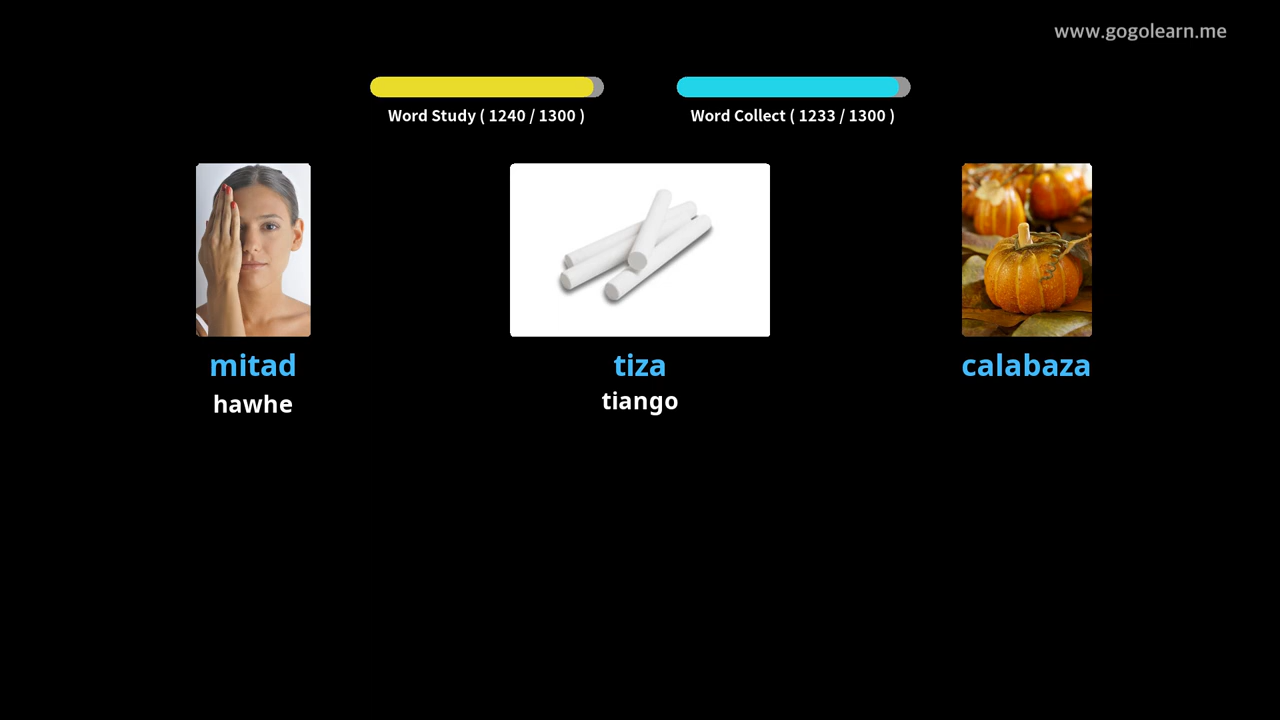 www.gogolearn.me
Word Study ( 1240 / 1300 )
Word Collect ( 1233 / 1300 )
mitad
hawhe
tiza
tiango
calabaza